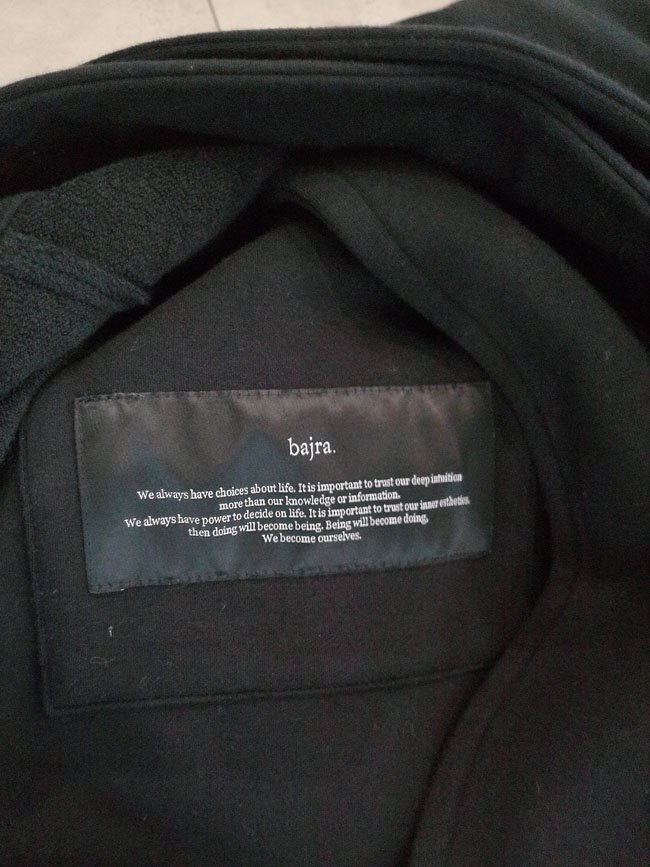 bajra.
We always have choices about life. It is important to trust our deep intuition
more than our knowledge or information.
We always have power to decide on life. It is important to trust our inner esthetics,
then doing will become being. Being will become doing,
We become ourselves.